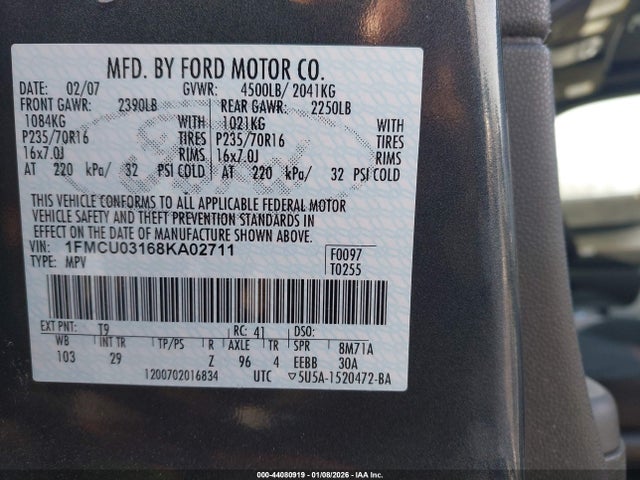 MFD. BY FORD MOTOR CO.
DATE: 02/07 GVWR: 4500LB/ 2041KG
FRONT GAWR: 2390LB REAR GAWR: 2250LB
1084KG WITH 1021KG WITH
P235/70R16 TIRES P235/70R16 TIRES
16x7.0J RIMS 16x7.0J RIMS
AT 220 kPa/ 32 PSI COLD AT 220 kPa/ 32 PSI COLD
THIS VEHICLE CONFORMS TO ALL APPLICABLE FEDERAL MOTOR
VEHICLE SAFETY AND THEFT PREVENTION STANDARDS IN
EFFECT ON THE DATE OF MANUFACTURE SHOWN ABOVE.
VIN: 1FMCU03168KA02711 F0097
TYPE: MPV T0255
EXT PNT: T9 RC: 41 DSO:
WB INT TR TP/PS R AXLE TR SPR 8M71A
103 29 Z 96 4 EEBB 30A
1200702016834 UTC ▽5U5A-1520472-BA
000-44080919 - 01/08/2026 - IAA Inc.